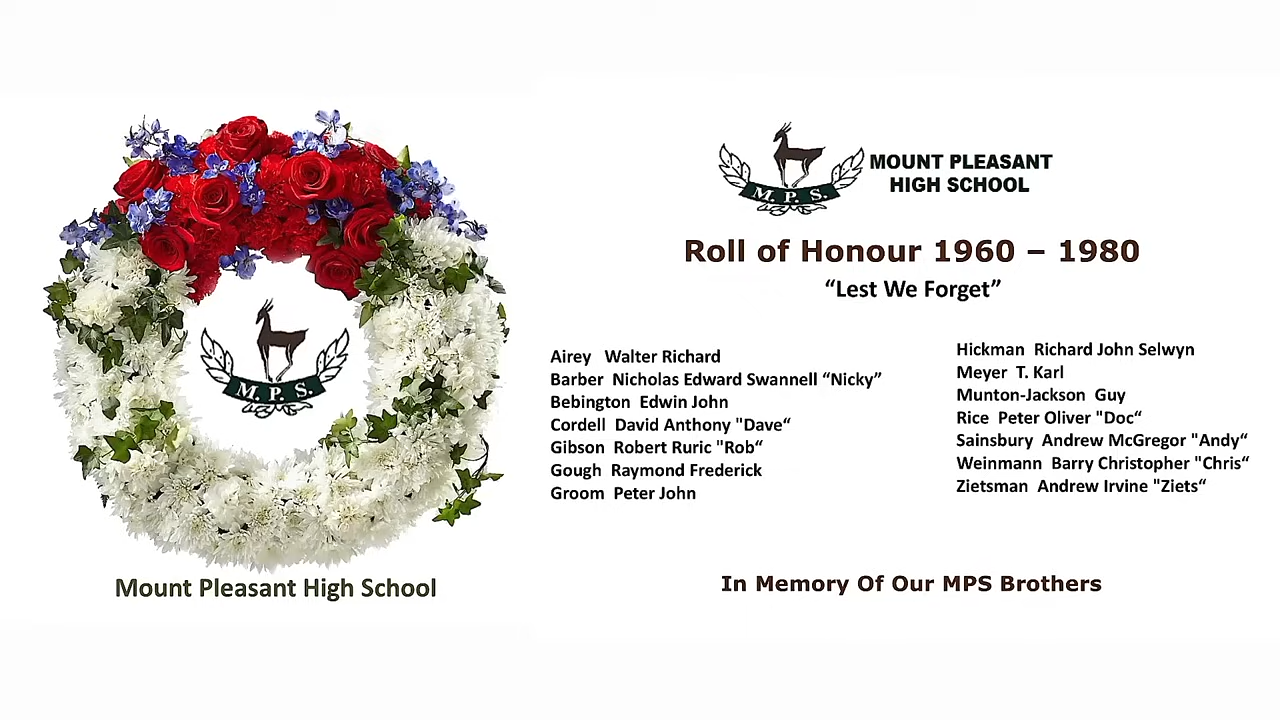 M. P. S.
Mount Pleasant High School
M. P. S.
MOUNT PLEASANT
HIGH SCHOOL
Roll of Honour 1960 – 1980
“Lest We Forget”
Airey Walter Richard
Barber Nicholas Edward Swannell “Nicky”
Bebington Edwin John
Cordell David Anthony "Dave“
Gibson Robert Ruric "Rob“
Gough Raymond Frederick
Groom Peter John
Hickman Richard John Selwyn
Meyer T. Karl
Munton-Jackson Guy
Rice Peter Oliver "Doc“
Sainsbury Andrew McGregor "Andy“
Weinmann Barry Christopher "Chris“
Zietsman Andrew Irvine "Ziets“
In Memory Of Our MPS Brothers